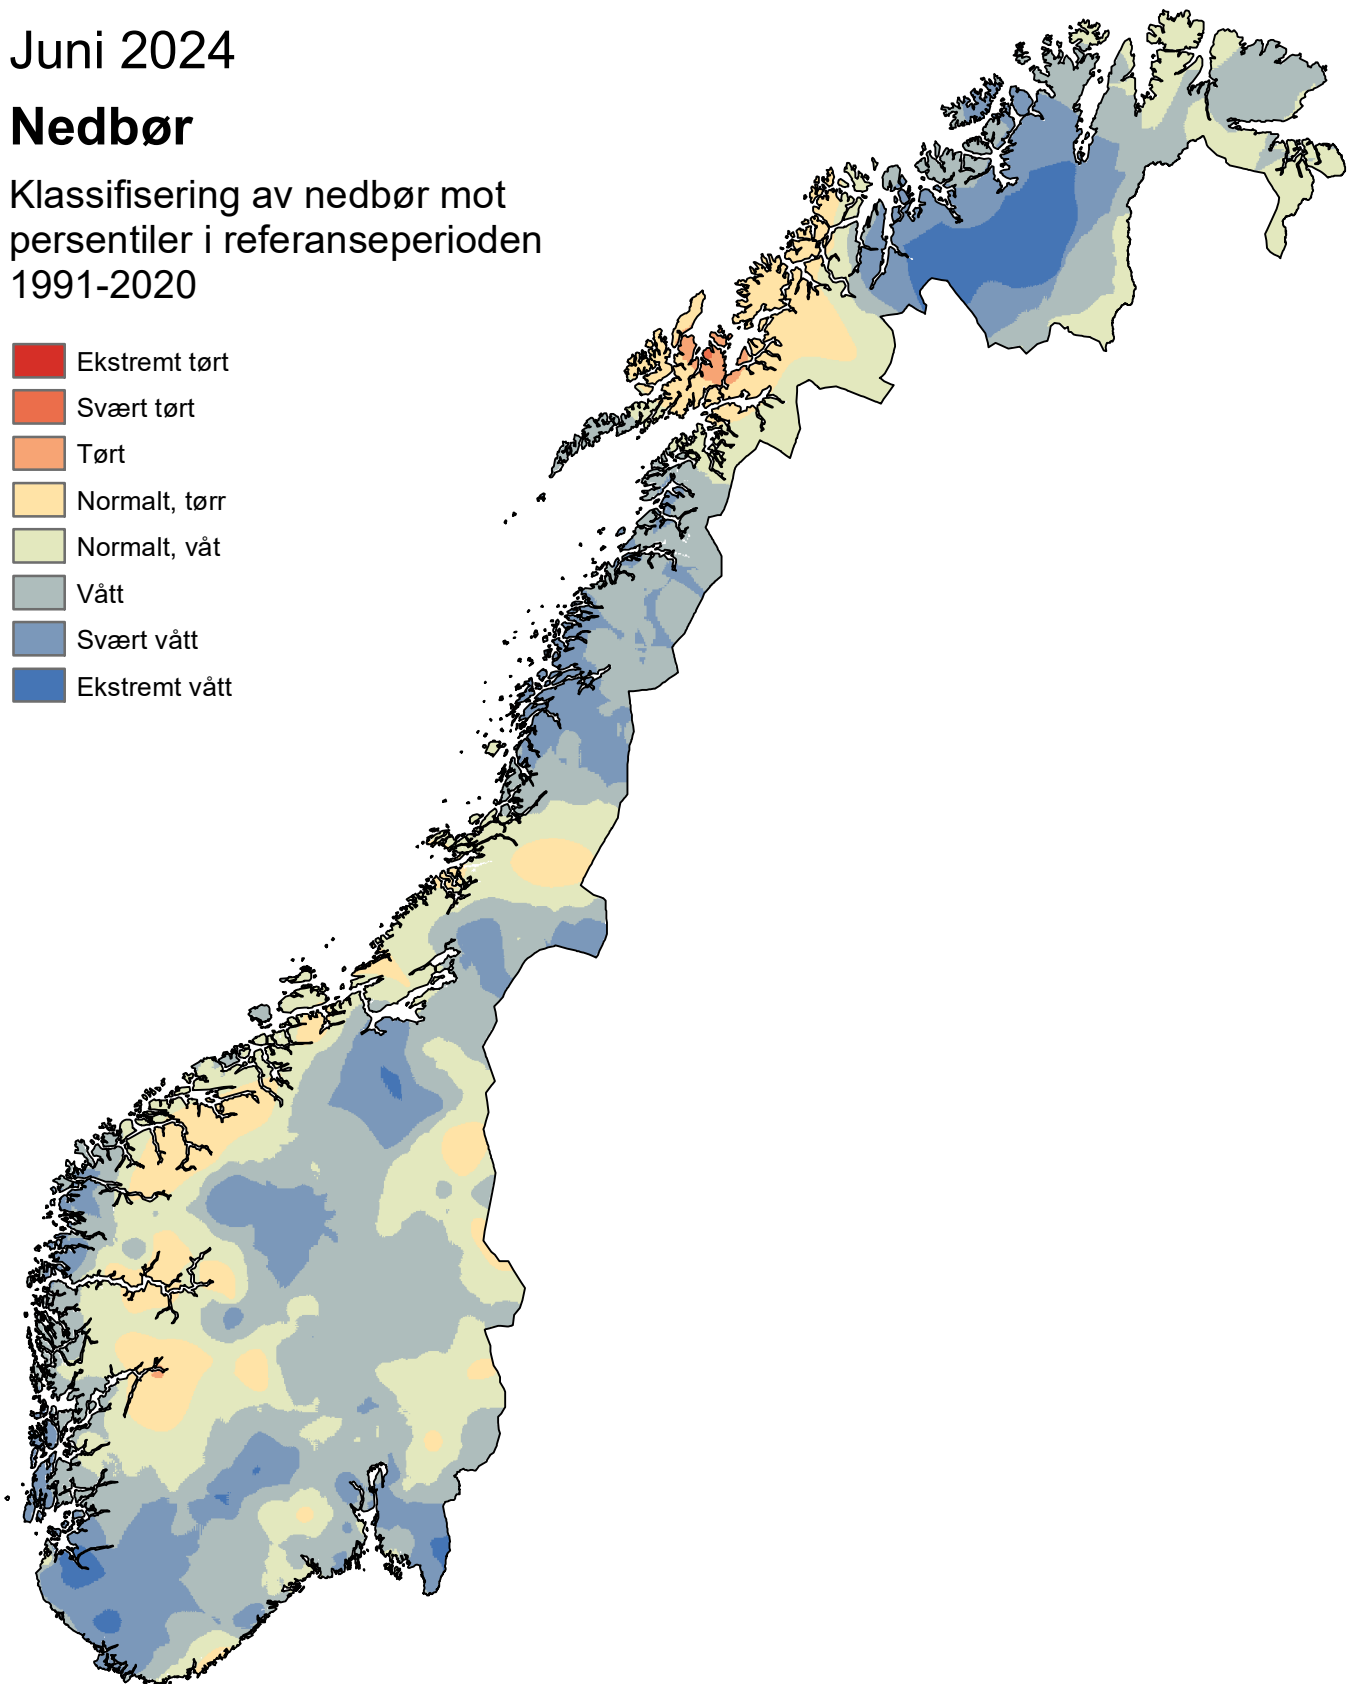 Juni 2024
Nedbør
Klassifisering av nedbør mot
persentiler i referanseperioden
1991-2020
Ekstremt tørt
Svært tørt
Tørt
Normalt, tørr
Normalt, våt
Vått
Svært vått
Ekstremt vått